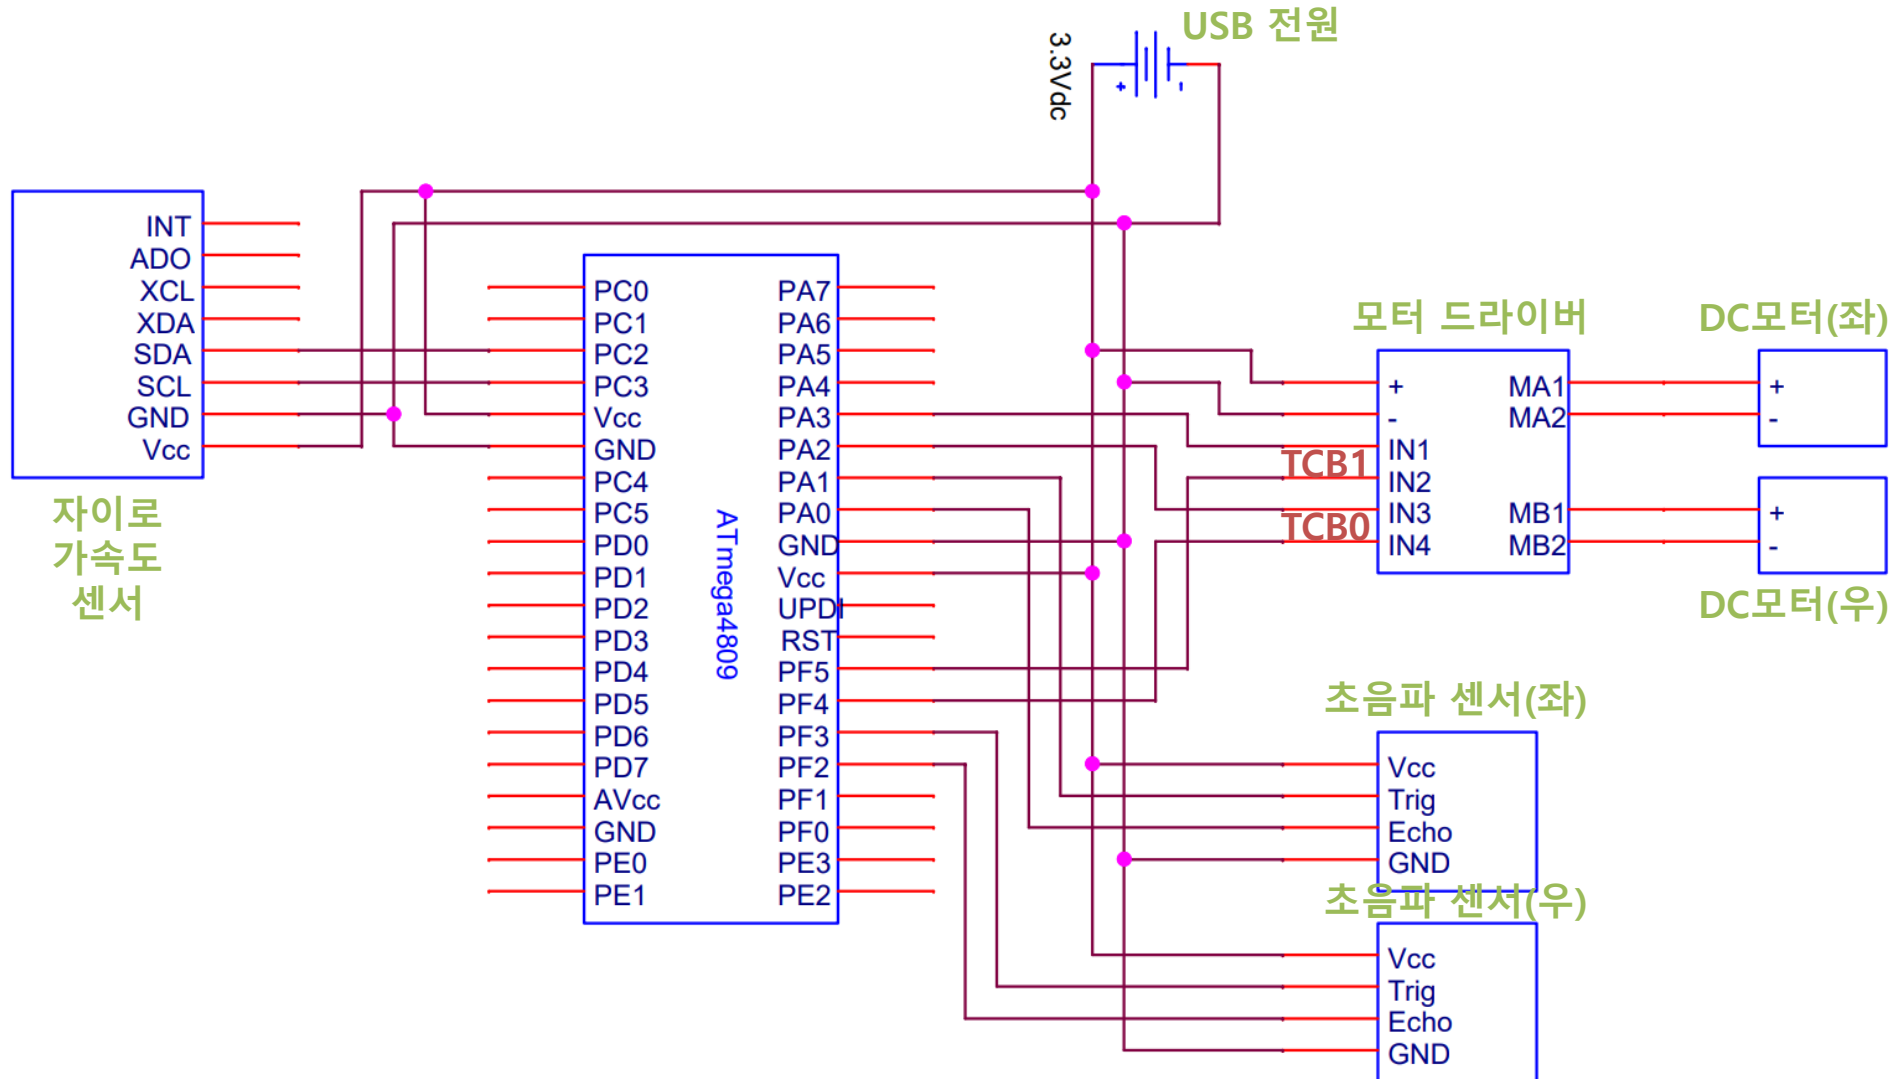 USB 전원
3.3Vdc
+
-
INT
ADO
XCL
XDA
SDA
SCL
GND
Vcc
자이로
가속도
센서
PC0
PC1
PC2
PC3
Vcc
GND
PC4
PC5
PD0
PD1
PD2
PD3
PD4
PD5
PD6
PD7
AVcc
GND
PE0
PE1
ATmega4809
PA7
PA6
PA5
PA4
PA3
PA2
PA1
PA0
GND
Vcc
UPDI
RST
PF5
PF4
PF3
PF2
PF1
PF0
PE3
PE2
모터 드라이버
+
-
IN1
TCB1
IN2
IN3
TCB0
IN4
MA1
MA2
MB1
MB2
DC모터(좌)
+
-
+
-
DC모터(우)
초음파 센서(좌)
Vcc
Trig
Echo
GND
초음파 센서(우)
Vcc
Trig
Echo
GND